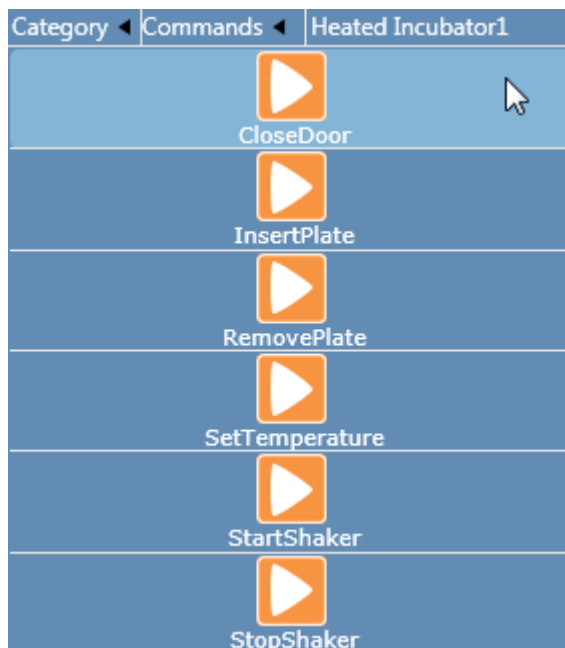 Category Commands Heated Incubator1
CloseDoor
InsertPlate
RemovePlate
SetTemperature
StartShaker
StopShaker